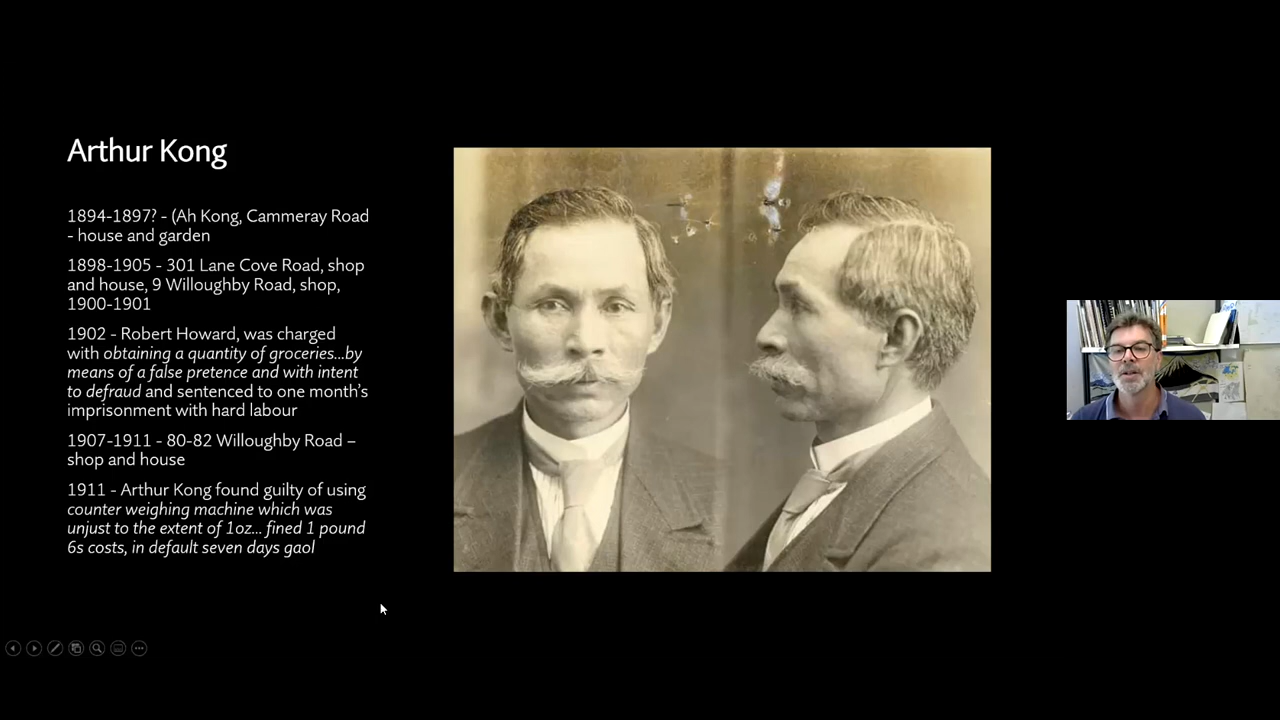 Arthur Kong
1894-1897? - (Ah Kong, Cammeray Road
- house and garden
1898-1905 - 301 Lane Cove Road, shop
and house, 9 Willoughby Road, shop,
1900-1901
1902 - Robert Howard, was charged
with obtaining a quantity of groceries...by
means of a false pretence and with intent
to defraud and sentenced to one month's
imprisonment with hard labour
1907-1911 - 80-82 Willoughby Road –
shop and house
1911 - Arthur Kong found guilty of using
counter weighing machine which was
unjust to the extent of 1oz... fined 1 pound
6s costs, in default seven days gaol